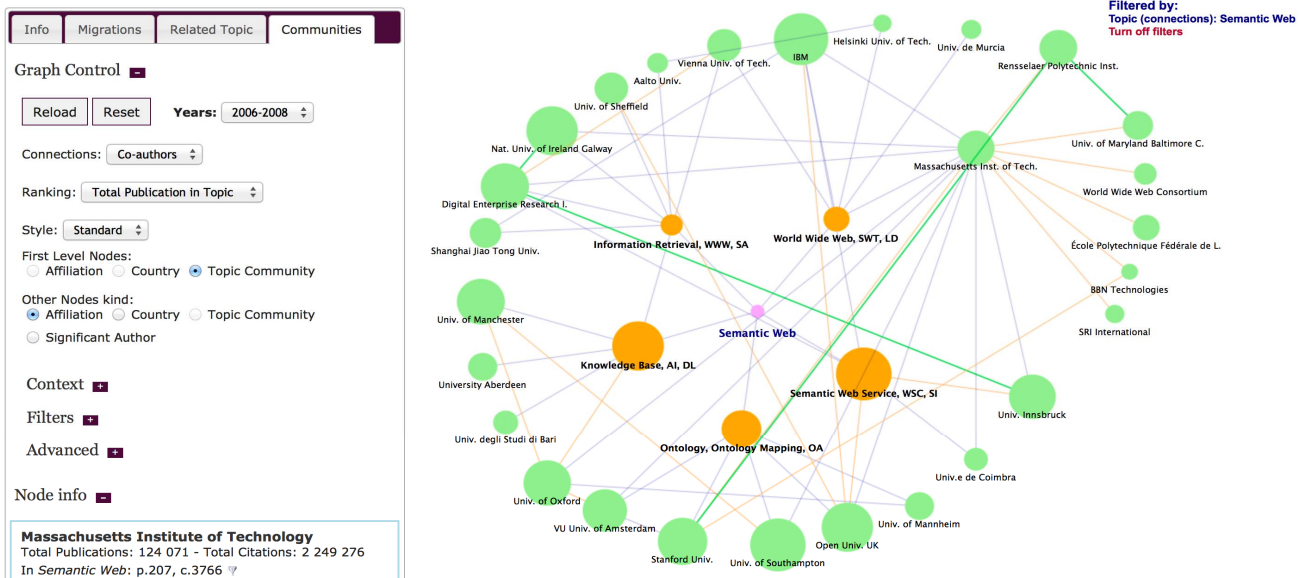 Info
Migrations
Related Topic
Communities
Graph Control
Reload
Reset
Years: 2006-2008
Connections: Co-authors
Ranking: Total Publication in Topic
Style: Standard
First Level Nodes:
Affiliation Country Topic Community
Other Nodes kind:
Affiliation Country Topic Community
Significant Author
Context
Filters
Advanced
Node info
Massachusetts Institute of Technology
Total Publications: 124 071 - Total Citations: 2 249 276
In Semantic Web: p.207, c.3766
Filtered by:
Topic (connections): Semantic Web
Turn off filters
Helsinki Univ. of Tech.
Univ. de Murcia
IBM
Vienna Univ. of Tech.
Rensselaer Polytechnic Inst.
Aalto Univ.
Univ. of Sheffield
Nat. Univ. of Ireland Galway
Univ. of Maryland Baltimore C.
Massachusetts Inst. of Tech.
World Wide Web Consortium
Digital Enterprise Research I.
Information Retrieval, WWW, SA
World Wide Web, SWT, LD
École Polytechnique Fédérale de L.
Shanghai Jiao Tong Univ.
BBN Technologies
Univ. of Manchester
Semantic Web
SRI International
Knowledge Base, AI, DL
University Aberdeen
Semantic Web Service, WSC, SI
Univ. Innsbruck
Univ. degli Studi di Bari
Ontology, Ontology Mapping, OA
Univ.e de Coimbra
Univ. of Oxford
VU Univ. of Amsterdam
Univ. of Mannheim
Stanford Univ.
Univ. of Southampton
Open Univ. UK